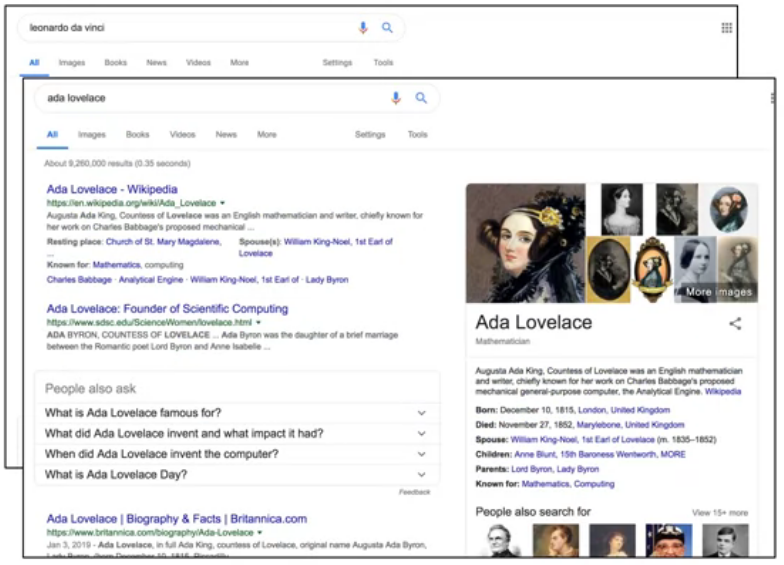 leonardo da vinci
All Images Books News Videos More Settings Tools
ada lovelace
All Images Books Videos News More Settings Tools
About 9,260,000 results (0.35 seconds)
Ada Lovelace - Wikipedia
https://en.wikipedia.org/wiki/Ada_Lovelace
Augusta Ada King, Countess of Lovelace was an English mathematician and writer, chiefly known for
her work on Charles Babbage's proposed mechanical ...
Resting place: Church of St. Mary Magdalene, Spouse(s): William King-Noel, 1st Earl of
... Lovelace
Known for: Mathematics, computing
Charles Babbage · Analytical Engine · William King-Noel, 1st Earl of · Lady Byron
Ada Lovelace: Founder of Scientific Computing
https://www.sdsc.edu/ScienceWomen/lovelace.html
ADA BYRON, COUNTESS OF LOVELACE ... Ada Byron was the daughter of a brief marriage
between the Romantic poet Lord Byron and Anne Isabelle ...
People also ask
What is Ada Lovelace famous for?
What did Ada Lovelace invent and what impact it had?
When did Ada Lovelace invent the computer?
What is Ada Lovelace Day?
Feedback
Ada Lovelace | Biography & Facts | Britannica.com
https://www.britannica.com/biography/Ada-Lovelace
Jan 3, 2019 - Ada Lovelace, in full Ada King, countess of Lovelace, original name Augusta Ada Byron,
More images
Ada Lovelace
Mathematician
Augusta Ada King, Countess of Lovelace was an English mathematician
and writer, chiefly known for her work on Charles Babbage's proposed
mechanical general-purpose computer, the Analytical Engine. Wikipedia
Born: December 10, 1815, London, United Kingdom
Died: November 27, 1852, Marylebone, United Kingdom
Spouse: William King-Noel, 1st Earl of Lovelace (m. 1835–1852)
Children: Anne Blunt, 15th Baroness Wentworth, MORE
Parents: Lord Byron, Lady Byron
Known for: Mathematics, Computing
People also search for View 15+ more